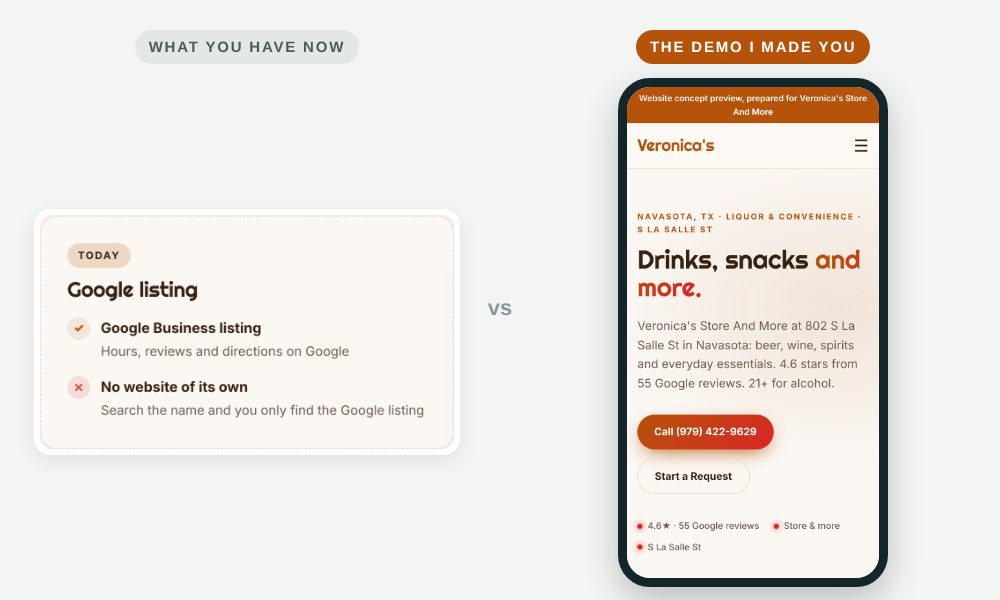 WHAT YOU HAVE NOW
TODAY
Google listing
Google Business listing
Hours, reviews and directions on Google
No website of its own
Search the name and you only find the Google listing
vs
THE DEMO I MADE YOU
Website concept preview, prepared for Veronica's Store
And More
Veronica's
NAVASOTA, TX · LIQUOR & CONVENIENCE ·
S LA SALLE ST
Drinks, snacks and
more.
Veronica's Store And More at 802 S La
Salle St in Navasota: beer, wine, spirits
and everyday essentials. 4.6 stars from
55 Google reviews. 21+ for alcohol.
Call (979) 422-9629
Start a Request
4.6★ · 55 Google reviews
Store & more
S La Salle St